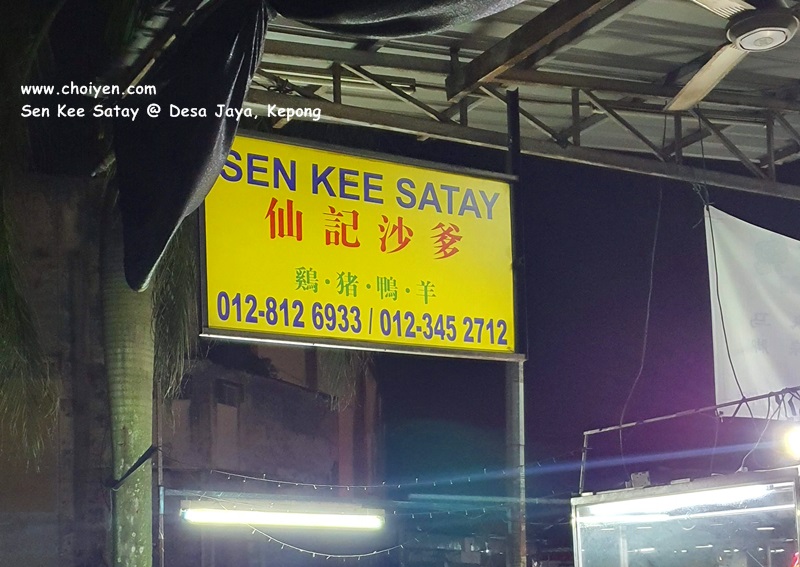 www.choiyen.com
Sen Kee Satay @ Desa Jaya, Kepong
SEN KEE SATAY
仙記沙爹
鷄·猪·鴨·羊
012-812 6933 / 012-345 2712